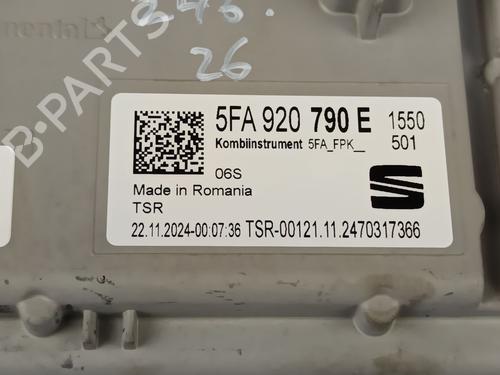 26
5FA 920 790 E 1550
Kombiinstrument 5FA_FPK__ 501
06S
Made in Romania
TSR
22.11.2024-00:07:36 TSR-00121.11.2470317366
B-PARTS